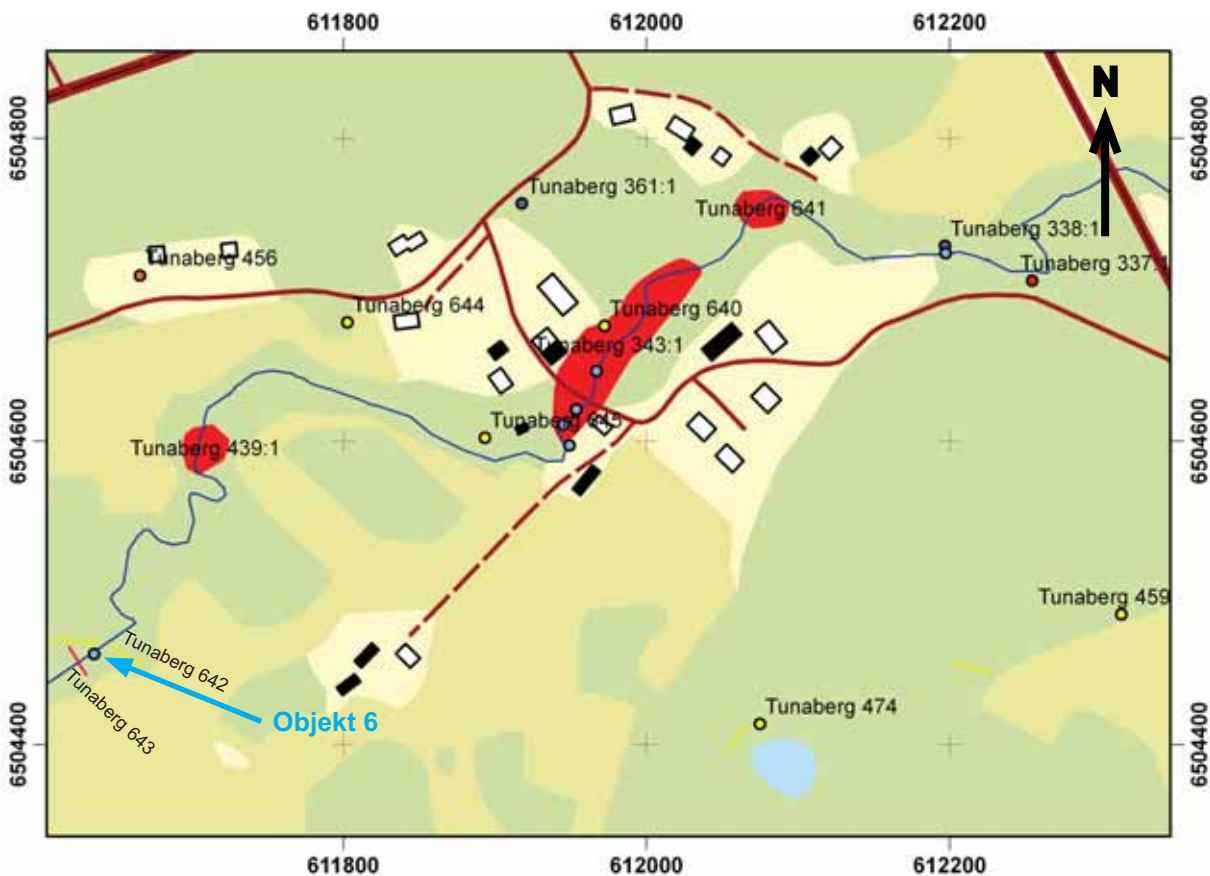 611800
612000
612200
N
6504800
6504800
Tunaberg 361:1
Tunaberg 641
Tunaberg 338:1
Tunaberg 456
Tunaberg 337:1
Tunaberg 644
Tunaberg 640
Tunaberg 343:1
Tunaberg 645
6504600
6504600
Tunaberg 439:1
Tunaberg 459
Tunaberg 642
Tunaberg 643
Objekt 6
Tunaberg 474
6504400
6504400
611800
612000
612200